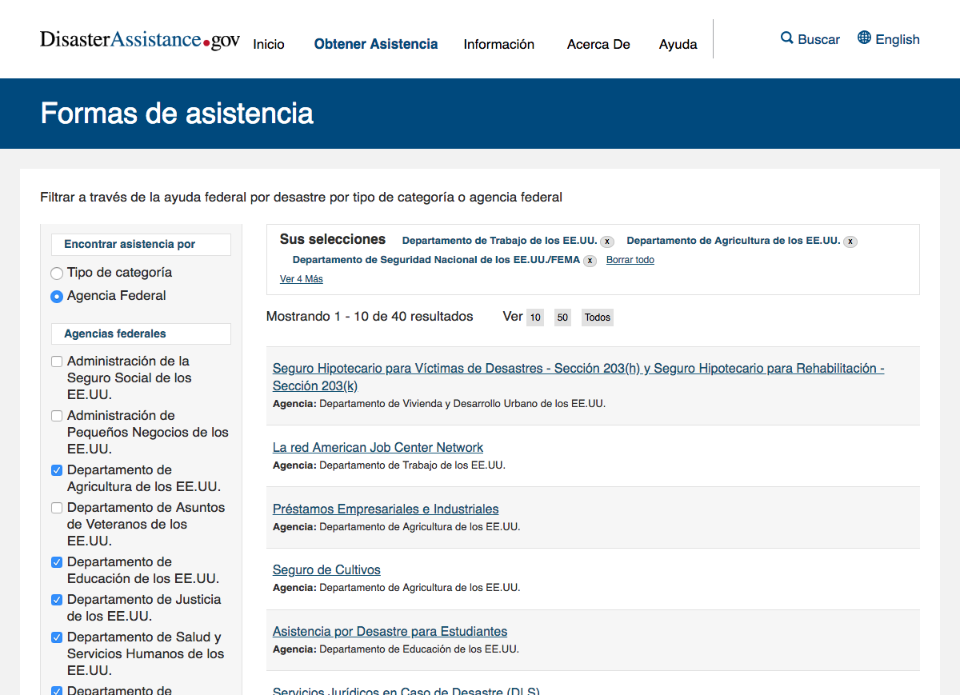 DisasterAssistance.gov
Inicio
Obtener Asistencia
Información
Acerca De
Ayuda
Buscar
English
Formas de asistencia
Filtrar a través de la ayuda federal por desastre por tipo de categoría o agencia federal
Encontrar asistencia por
Tipo de categoría
Agencia Federal
Agencias federales
Administración de la
Seguro Social de los
EE.UU.
Administración de
Pequeños Negocios de los
EE.UU.
Departamento de
Agricultura de los EE.UU.
Departamento de Asuntos
de Veteranos de los
EE.UU.
Departamento de
Educación de los EE.UU.
Departamento de Justicia
de los EE.UU.
Departamento de Salud y
Servicios Humanos de los
EE.UU.
Departamento de
Sus selecciones Departamento de Trabajo de los EE.UU. x Departamento de Agricultura de los EE.UU. x
Departamento de Seguridad Nacional de los EE.UU./FEMA x Borrar todo
Ver 4 Más
Mostrando 1 - 10 de 40 resultados Ver 10 50 Todos
Seguro Hipotecario para Víctimas de Desastres - Sección 203(h) y Seguro Hipotecario para Rehabilitación -
Sección 203(k)
Agencia: Departamento de Vivienda y Desarrollo Urbano de los EE.UU.
La red American Job Center Network
Agencia: Departamento de Trabajo de los EE.UU.
Préstamos Empresariales e Industriales
Agencia: Departamento de Agricultura de los EE.UU.
Seguro de Cultivos
Agencia: Departamento de Agricultura de los EE.UU.
Asistencia por Desastre para Estudiantes
Agencia: Departamento de Educación de los EE.UU.
Servicios Jurídicos en Caso de Desastre (DLS)